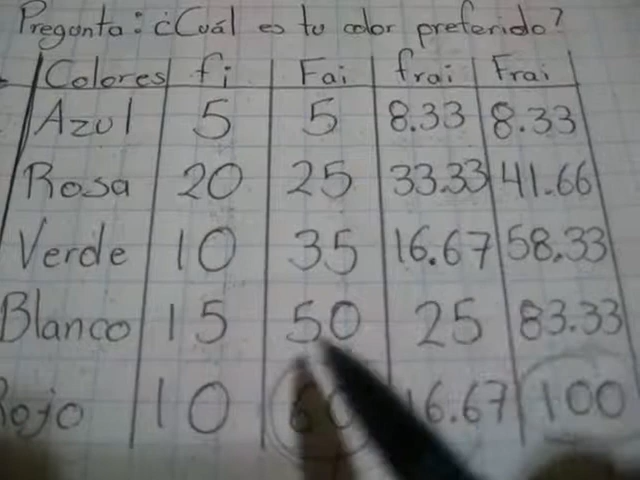 Pregunta: ¿Cuál es tu color preferido?
Colores fi Fai frai Frai
Azul 5 5 8.33 8.33
Rosa 20 25 33.33 41.66
Verde 10 35 16.67 58.33
Blanco 15 50 25 83.33
Rojo 10 60 16.67 100